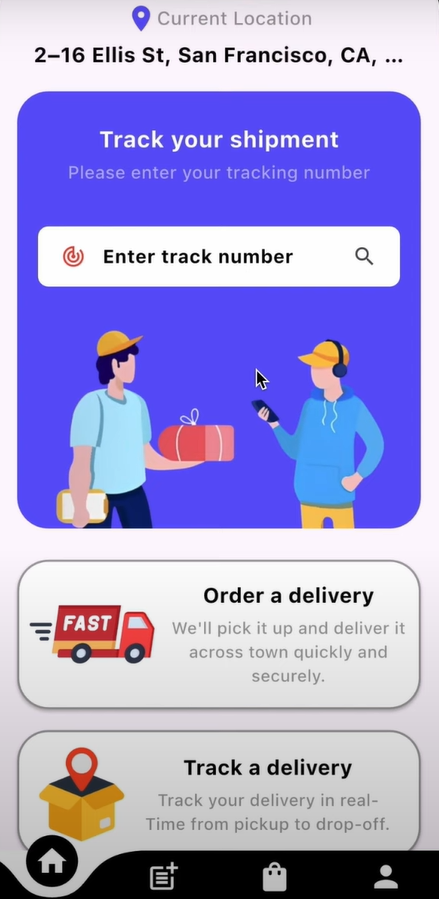 Current Location
2–16 Ellis St, San Francisco, CA, ...
Track your shipment
Please enter your tracking number
Enter track number
Order a delivery
FAST
We'll pick it up and deliver it
across town quickly and
securely.
Track a delivery
Track your delivery in real-
Time from pickup to drop-off.